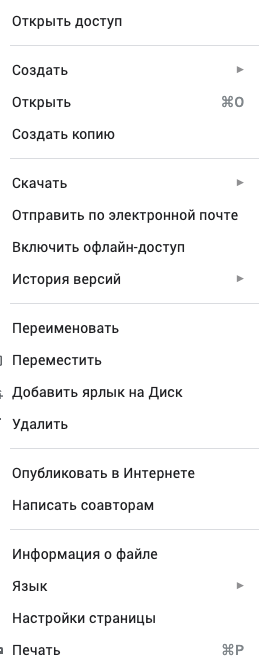 Открыть доступ
Создать ►
Открыть ⌘O
Создать копию
Скачать ►
Отправить по электронной почте
Включить офлайн-доступ
История версий ►
Переименовать
Переместить
Добавить ярлык на Диск
Удалить
Опубликовать в Интернете
Написать соавторам
Информация о файле
Язык ►
Настройки страницы
Печать ⌘P